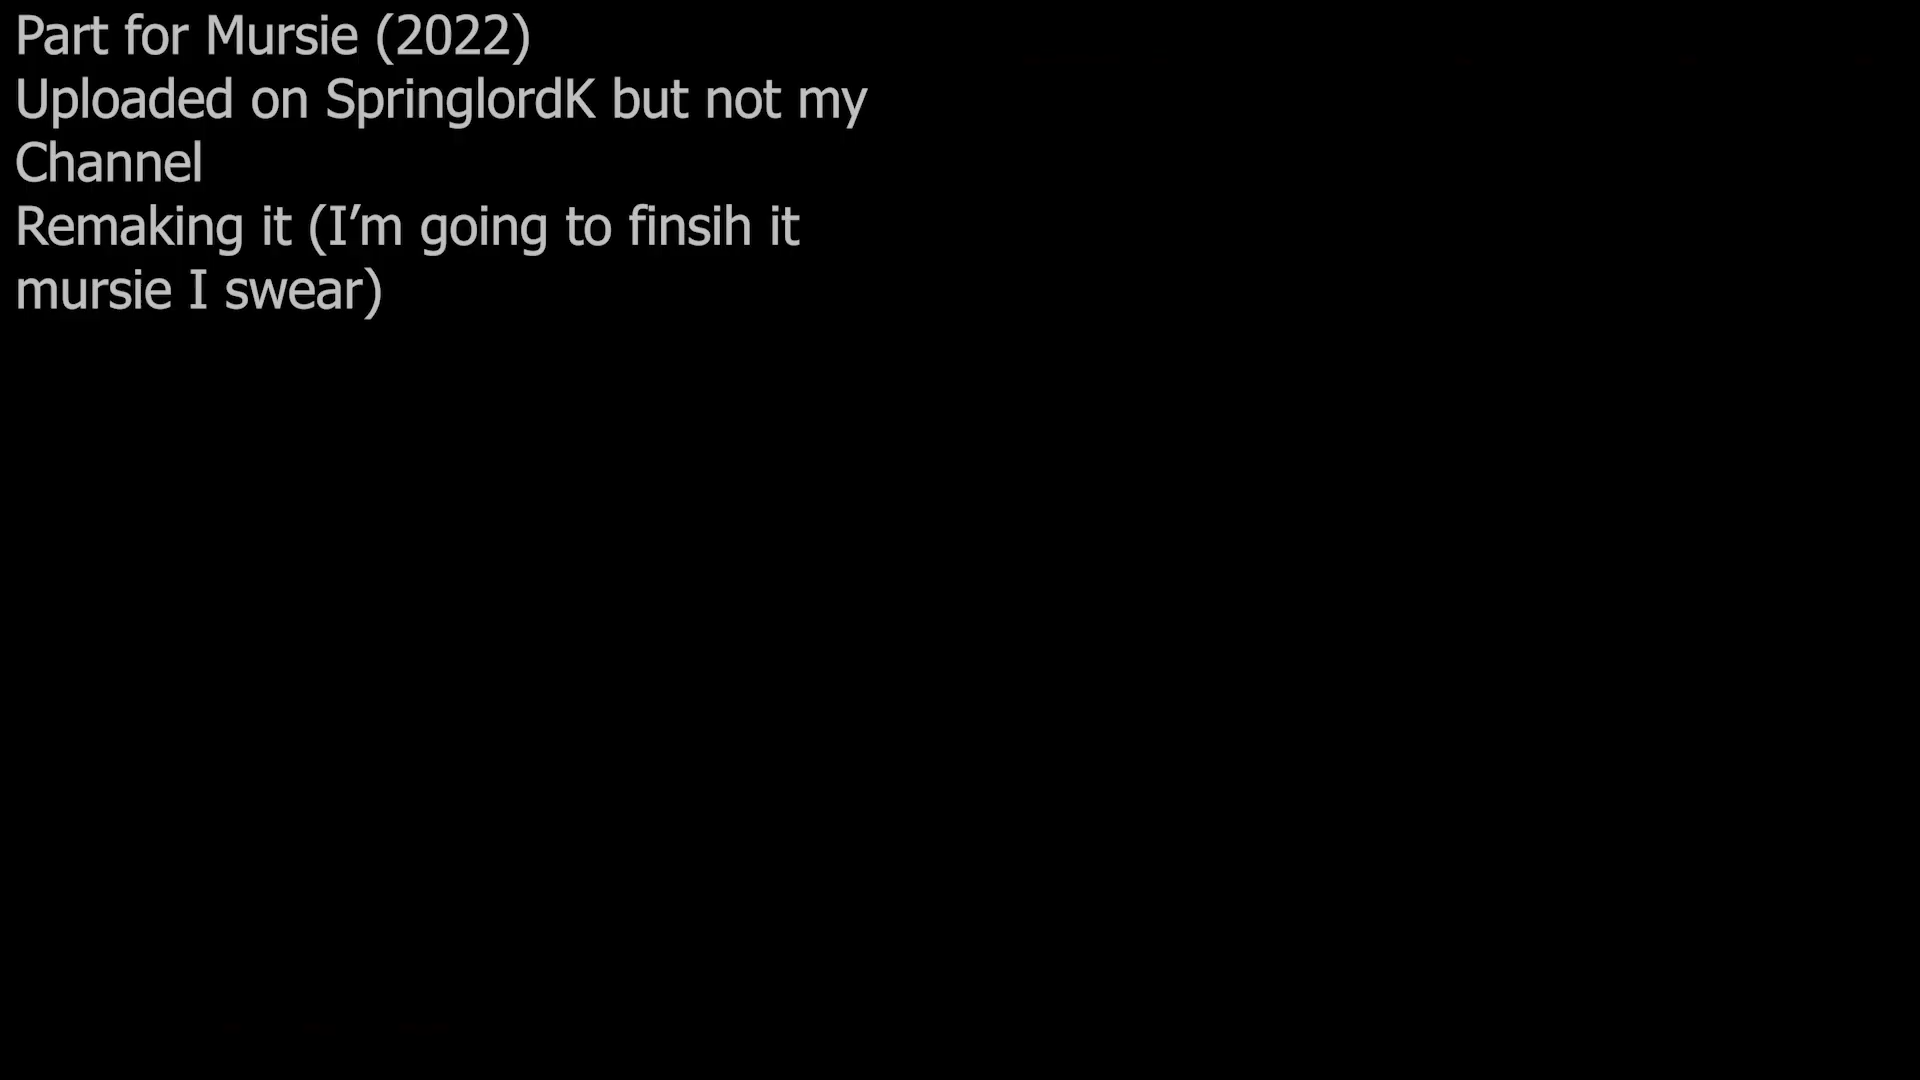 Part for Mursie (2022)
Uploaded on SpringlordK but not my
Channel
Remaking it (I’m going to finsih it
mursie I swear)